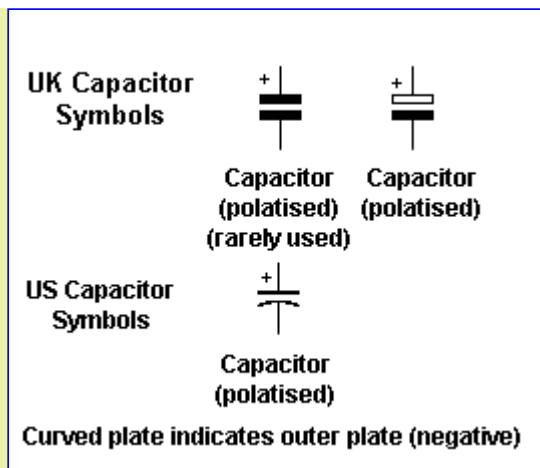 UK Capacitor
Symbols
+
+
Capacitor
(polatised)
(rarely used)
Capacitor
(polatised)
US Capacitor
Symbols
+
Capacitor
(polatised)
Curved plate indicates outer plate (negative)